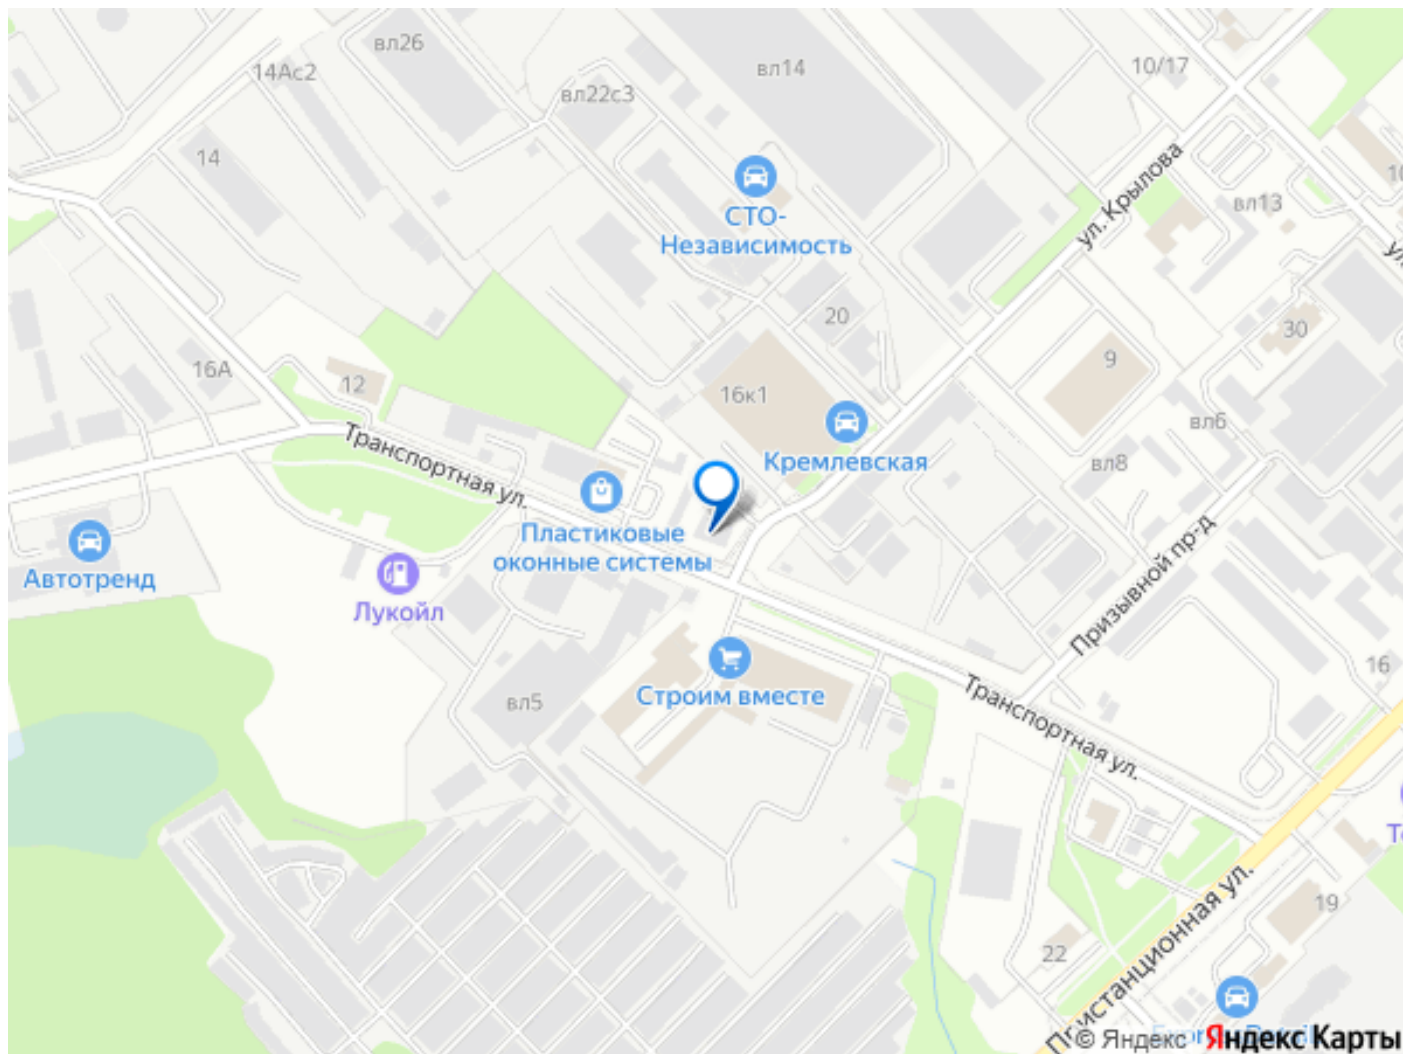 вл26
14Ас2
вл14
10/17
вл22с3
14
СТО-
Независимость
ул. Крылова
вл13
20
30
16А
12
16к1
9
вл6
Кремлевская
вл8
Транспортная ул.
Пластиковые
оконные системы
Автотренд
Лукойл
Призывной пр-д
16
Строим вместе
вл5
Транспортная ул.
19
22
Пристанционная ул.
© Яндекс Яндекс Карты